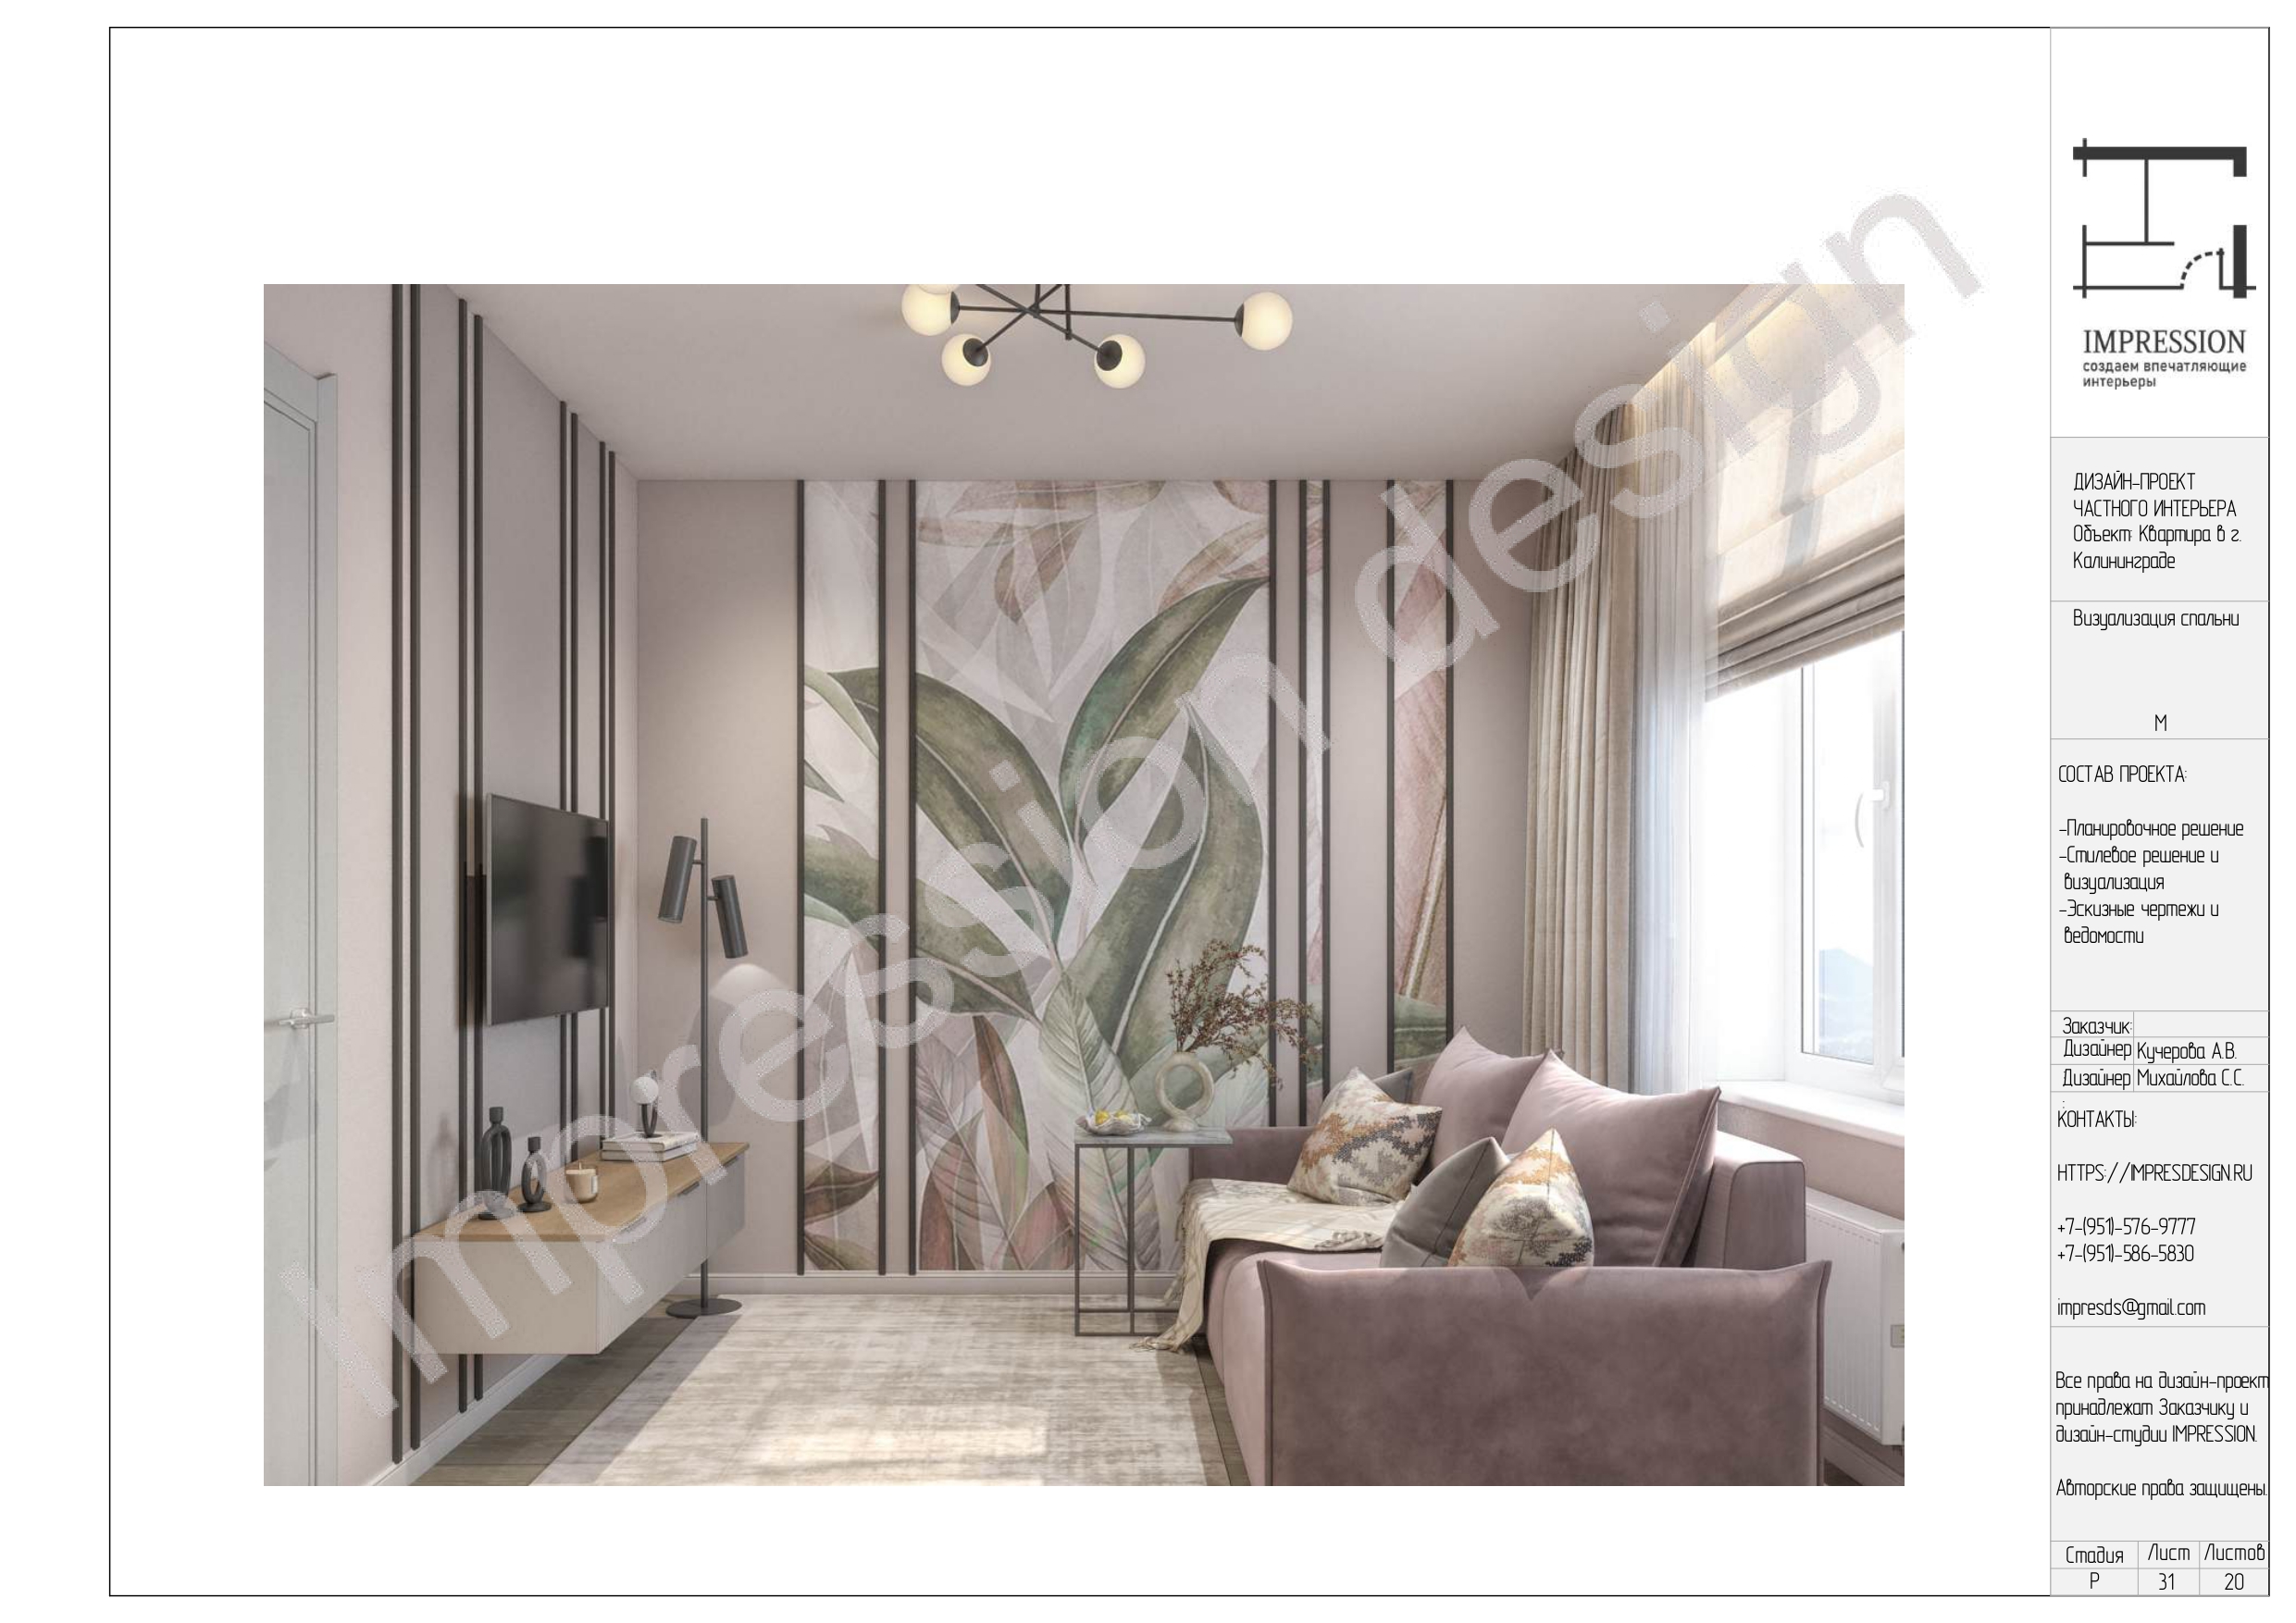 Impression design
IMPRESSION
создаем впечатляющие
интерьеры
ДИЗАЙН-ПРОЕКТ
ЧАСТНОГО ИНТЕРЬЕРА
Объект: Квартира в г.
Калининграде
Визуализация спальни
М
СОСТАВ ПРОЕКТА:
-Планировочное решение
-Стилевое решение и
визуализация
-Эскизные чертежи и
ведомости
Заказчик:
Дизайнер Кучерова А.В.
Дизайнер Михайлова С.С.
:
КОНТАКТЫ:
HTTPS://IMPRESDESIGN.RU
+7-(951)-576-9777
+7-(951)-586-5830
impresds@gmail.com
Все права на дизайн-проект
принадлежат Заказчику и
дизайн-студии IMPRESSION.
Авторские права защищены.
Стадия Лист Листов
Р 31 20